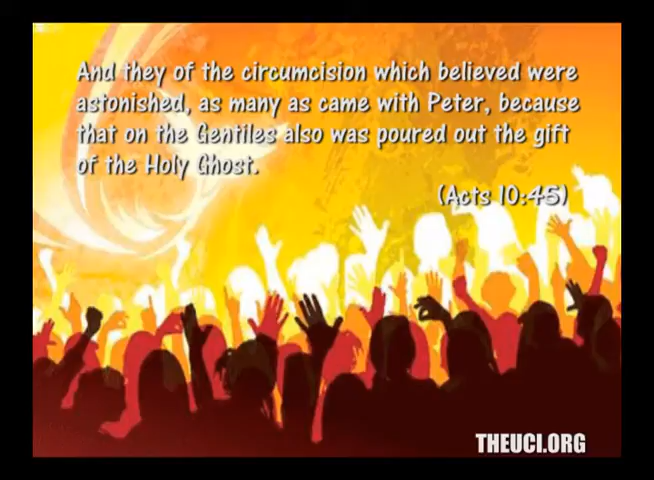 And they of the circumcision which believed were
astonished, as many as came with Peter, because
that on the Gentiles also was poured out the gift
of the Holy Ghost.
(Acts 10:45)
THEUCI.ORG